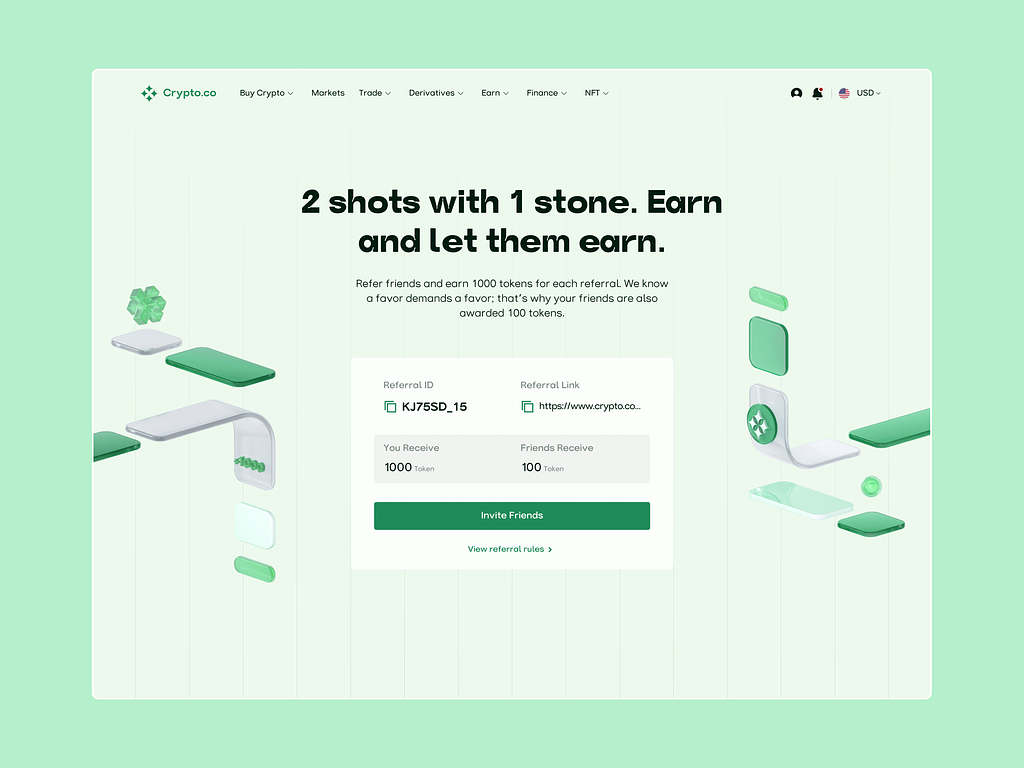 Crypto.co Buy Crypto Markets Trade Derivatives Earn Finance NFT USD
2 shots with 1 stone. Earn
and let them earn.
Refer friends and earn 1000 tokens for each referral. We know
a favor demands a favor; that's why your friends are also
awarded 100 tokens.
Referral ID Referral Link
KJ75SD_15 https://www.crypto.co...
You Receive Friends Receive
1000 Token 100 Token
Invite Friends
View referral rules
+1000